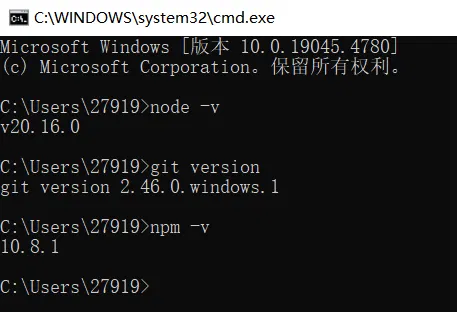 C:\WINDOWS\system32\cmd.exe
Microsoft Windows [版本 10.0.19045.4780]
(c) Microsoft Corporation。保留所有权利。
C:\Users\27919>node -v
v20.16.0
C:\Users\27919>git version
git version 2.46.0.windows.1
C:\Users\27919>npm -v
10.8.1
C:\Users\27919>